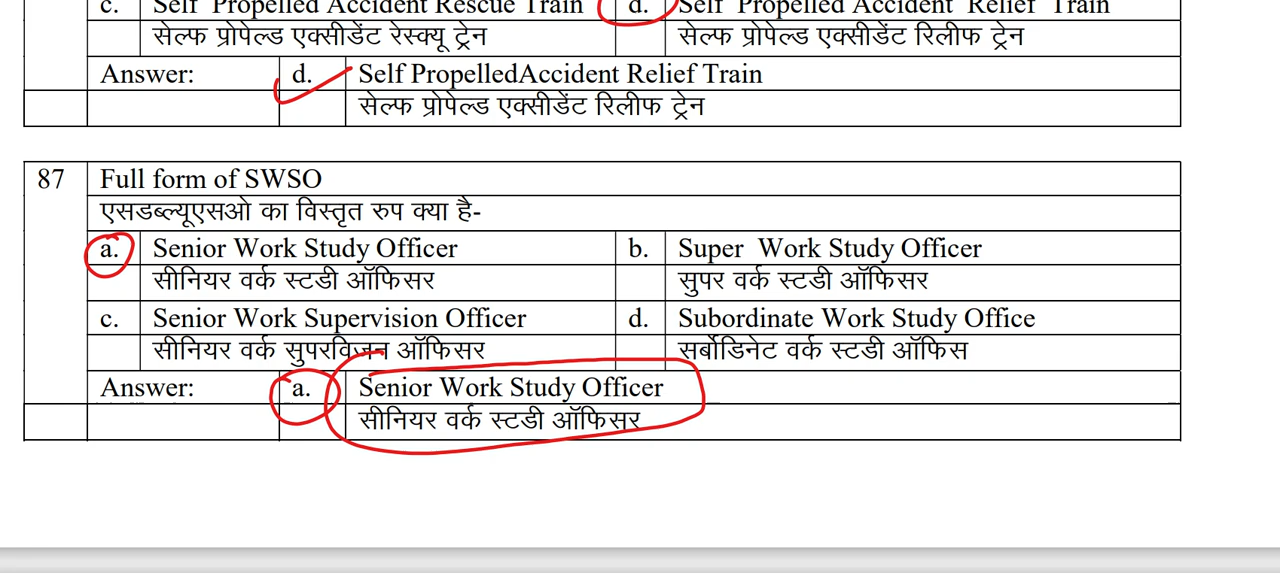 c. Self Propelled Accident Rescue Train d. Self Propelled Accident Relief Train
सेल्फ प्रोपेल्ड एक्सीडेंट रेस्क्यू ट्रेन सेल्फ प्रोपेल्ड एक्सीडेंट रिलीफ ट्रेन
Answer: d. Self PropelledAccident Relief Train
सेल्फ प्रोपेल्ड एक्सीडेंट रिलीफ ट्रेन
87 Full form of SWSO
एसडब्ल्यूएसओ का विस्तृत रुप क्या है-
a. Senior Work Study Officer b. Super Work Study Officer
सीनियर वर्क स्टडी ऑफिसर सुपर वर्क स्टडी ऑफिसर
c. Senior Work Supervision Officer d. Subordinate Work Study Office
सीनियर वर्क सुपरविजन ऑफिसर सर्बोडिनेट वर्क स्टडी ऑफिस
Answer: a. Senior Work Study Officer
सीनियर वर्क स्टडी ऑफिसर